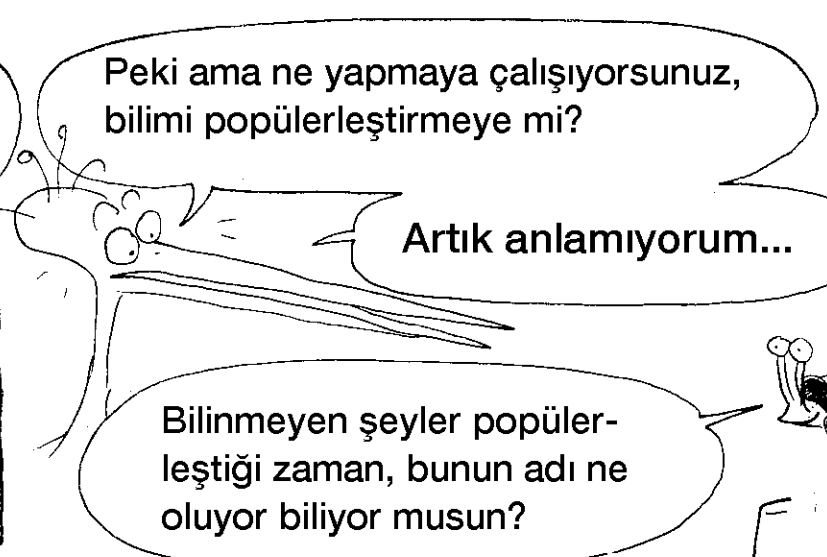 Peki ama ne yapmaya çalışıyorsunuz,
bilimi popülerleştirmeye mi?
Artık anlamıyorum...
Bilinmeyen şeyler popüler-
leştiği zaman, bunun adı ne
oluyor biliyor musun?